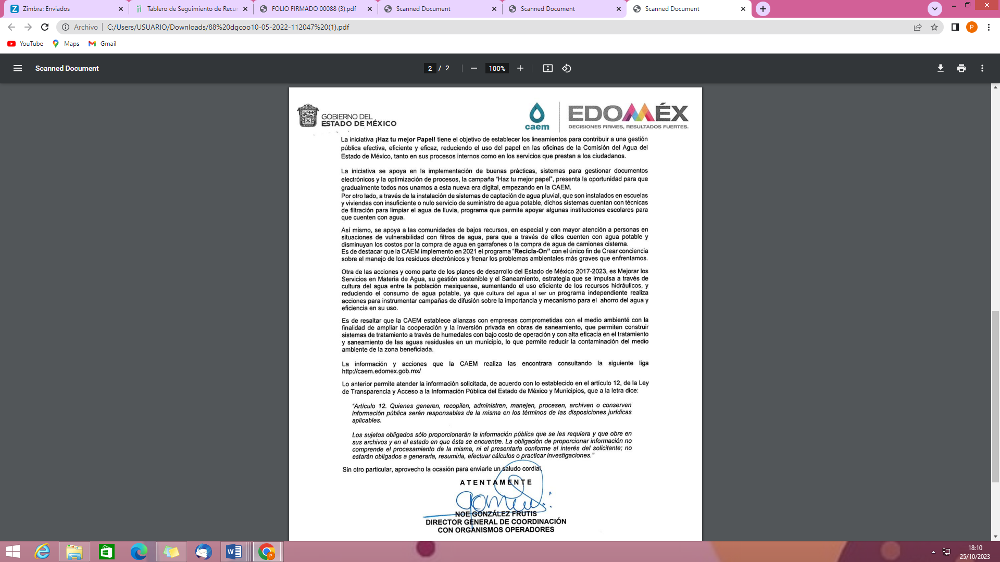 Zimbra: Enviados
Tablero de Seguimiento de Recur
FOLIO FIRMADO 00088 (3).pdf
Scanned Document
Scanned Document
Scanned Document
Archivo
C:/Users/USUARIO/Downloads/88%20dgcoo10-05-2022-112047%20(1).pdf
P
YouTube
Maps
Gmail
Scanned Document
2 / 2
100%
GOBIERNO DEL
ESTADO DE MÉXICO
caem
EDOMÉX
DECISIONES FIRMES, RESULTADOS FUERTES.
La iniciativa ¡Haz tu mejor Papel! tiene el objetivo de establecer los lineamientos para contribuir a una gestión
pública efectiva, eficiente y eficaz, reduciendo el uso del papel en las oficinas de la Comisión del Agua del
Estado de México, tanto en sus procesos internos como en los servicios que prestan a los ciudadanos.
La iniciativa se apoya en la implementación de buenas prácticas, sistemas para gestionar documentos
electrónicos y la optimización de procesos, la campaña “Haz tu mejor papel”, presenta la oportunidad para que
gradualmente todos nos unamos a esta nueva era digital, empezando en la CAEM.
Por otro lado, a través de la instalación de sistemas de captación de agua pluvial, que son instalados en escuelas
y viviendas con insuficiente o nulo servicio de suministro de agua potable, dichos sistemas cuentan con técnicas
de filtración para limpiar el agua de lluvia, programa que permite apoyar algunas instituciones escolares para
que cuenten con agua.
Así mismo, se apoya a las comunidades de bajos recursos, en especial y con mayor atención a personas en
situaciones de vulnerabilidad con filtros de agua, para que a través de ellos cuenten con agua potable y
disminuyan los costos por la compra de agua en garrafones o la compra de agua de camiones cisterna.
Es de destacar que la CAEM implemento en 2021 el programa “Recicla-On” con el único fin de Crear conciencia
sobre el manejo de los residuos electrónicos y frenar los problemas ambientales más graves que enfrentamos.
Otra de las acciones y como parte de los planes de desarrollo del Estado de México 2017-2023, es Mejorar los
Servicios en Materia de Agua, su gestión sostenible y el Saneamiento, estrategia que se impulsa a través de
cultura del agua entre la población mexiquense, aumentando el uso eficiente de los recursos hidráulicos, y
reduciendo el consumo de agua potable, ya que cultura del agua al ser un programa independiente realiza
acciones para instrumentar campañas de difusión sobre la importancia y mecanismo para el ahorro del agua y
eficiencia en su uso.
Es de resaltar que la CAEM establece alianzas con empresas comprometidas con el medio ambienté con la
finalidad de ampliar la cooperación y la inversión privada en obras de saneamiento, que permiten construir
sistemas de tratamiento a través de humedales con bajo costo de operación y con alta eficacia en el tratamiento
y saneamiento de las aguas residuales en un municipio, lo que permite reducir la contaminación del medio
ambiente de la zona beneficiada.
La información y acciones que la CAEM realiza las encontrara consultando la siguiente liga
http://caem.edomex.gob.mx/
Lo anterior permite atender la información solicitada, de acuerdo con lo establecido en el artículo 12, de la Ley
de Transparencia y Acceso a la Información Pública del Estado de México y Municipios, que a la letra dice:
“Artículo 12. Quienes generen, recopilen, administren, manejen, procesen, archiven o conserven
información pública serán responsables de la misma en los términos de las disposiciones jurídicas
aplicables.
Los sujetos obligados sólo proporcionarán la información pública que se les requiera y que obre en
sus archivos y en el estado en que ésta se encuentre. La obligación de proporcionar información no
comprende el procesamiento de la misma, ni el presentarla conforme al interés del solicitante; no
estarán obligados a generarla, resumirla, efectuar cálculos o practicar investigaciones.”
Sin otro particular, aprovecho la ocasión para enviarle un saludo cordial.
ATENTAMENTE
NOE GONZÁLEZ FRUTIS
DIRECTOR GENERAL DE COORDINACIÓN
CON ORGANISMOS OPERADORES
18:10
25/10/2023